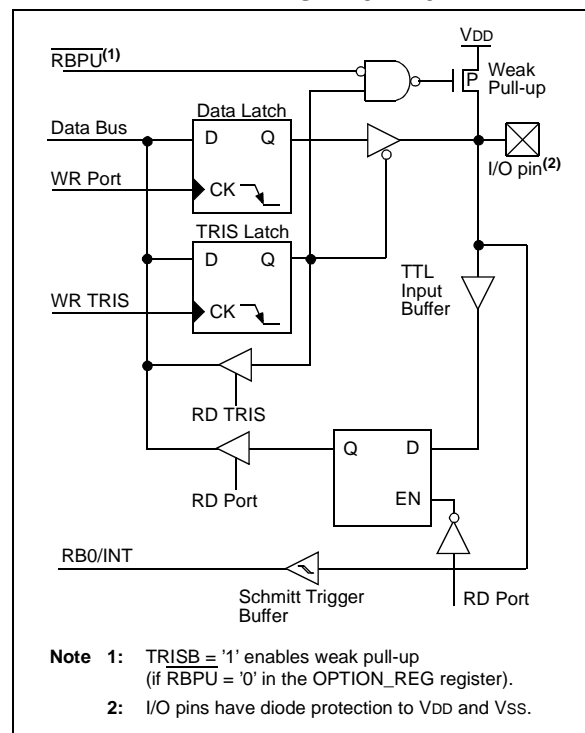 VDD
RBPU(1)
P
Weak
Pull-up
Data Latch
Data Bus
D
Q
I/O pin(2)
WR Port
CK
TRIS Latch
D
Q
TTL
Input
Buffer
WR TRIS
CK
RD TRIS
Q
D
RD Port
EN
RB0/INT
Schmitt Trigger
Buffer
RD Port
Note 1: TRISB = '1' enables weak pull-up
(if RBPU = '0' in the OPTION_REG register).
2: I/O pins have diode protection to VDD and VSS.